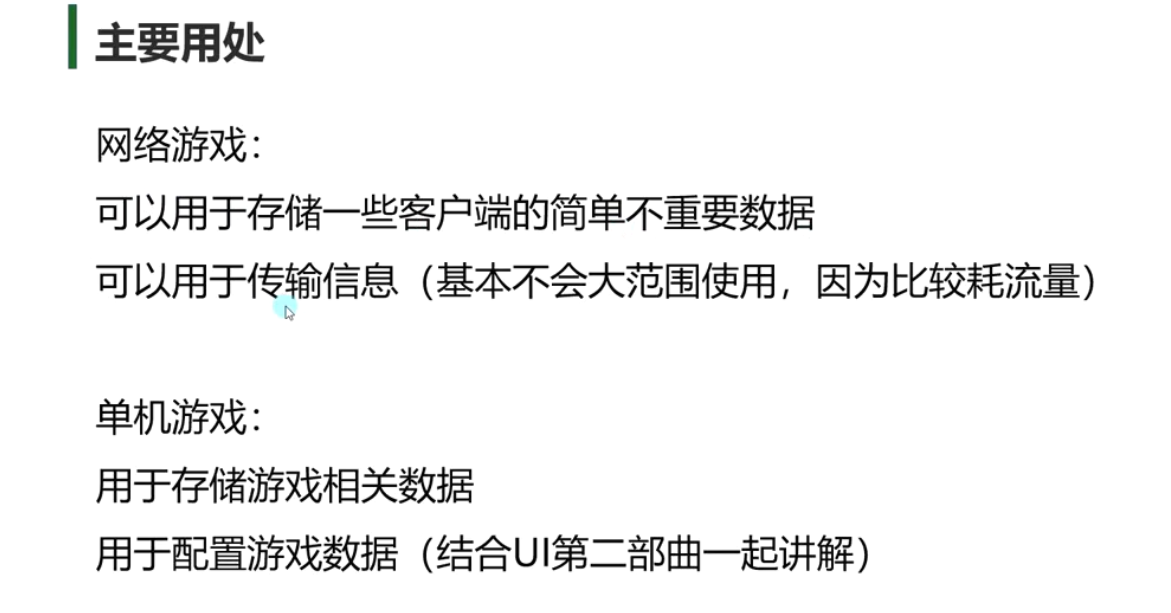 主要用处
网络游戏：
可以用于存储一些客户端的简单不重要数据
可以用于传输信息（基本不会大范围使用，因为比较耗流量）
单机游戏：
用于存储游戏相关数据
用于配置游戏数据（结合UI第二部曲一起讲解）